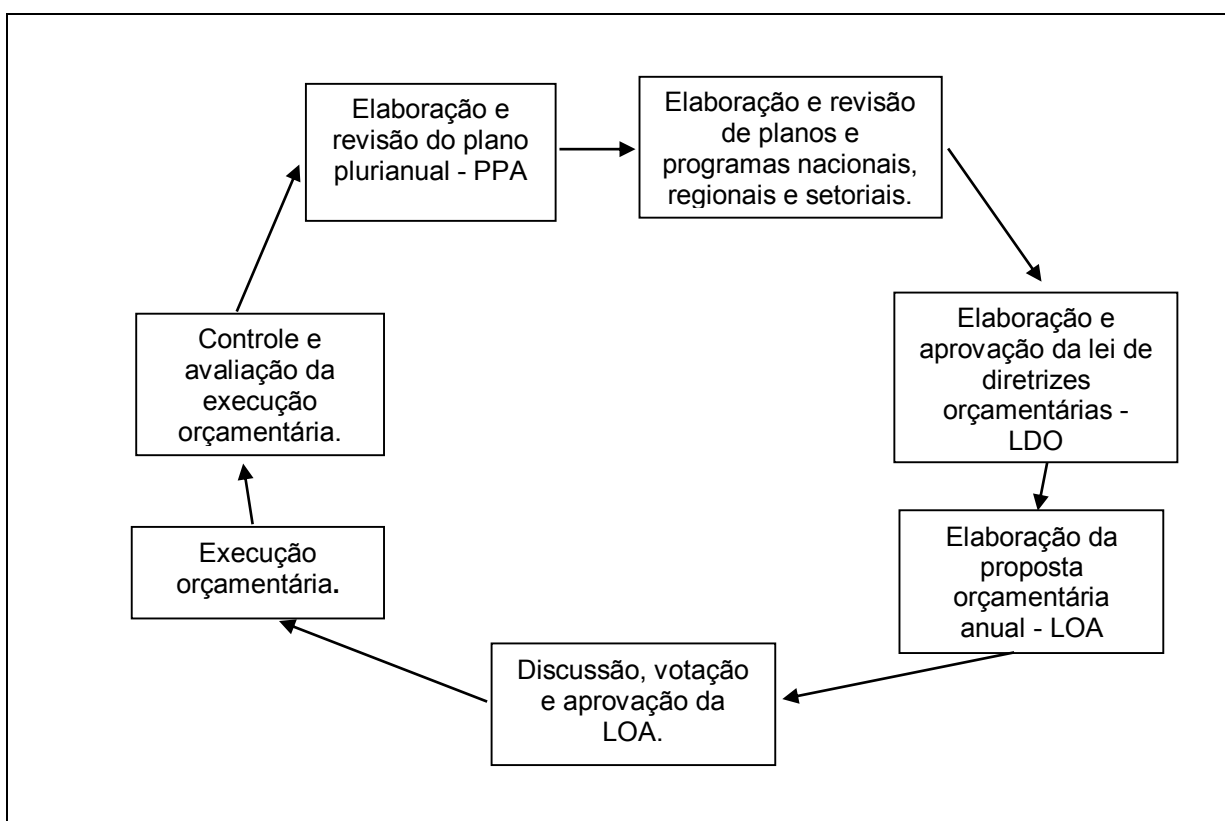 Elaboração e
revisão do plano
plurianual - PPA
Elaboração e revisão
de planos e
programas nacionais,
regionais e setoriais.
Elaboração e
aprovação da lei de
diretrizes
orçamentárias -
LDO
Elaboração da
proposta
orçamentária
anual - LOA
Discussão, votação
e aprovação da
LOA.
Execução
orçamentária.
Controle e
avaliação da
execução
orçamentária.